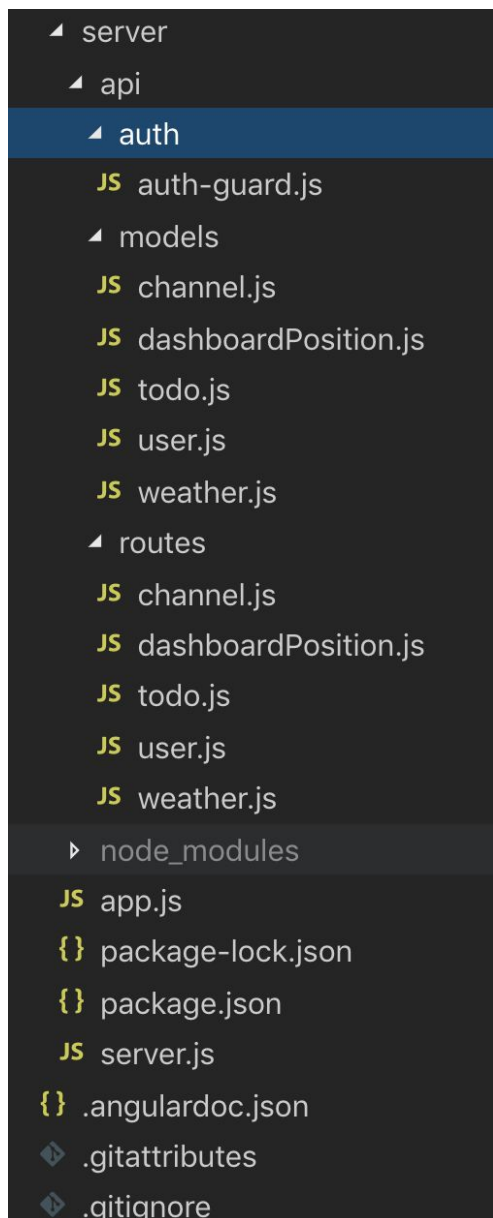 server
api
auth
JS auth-guard.js
models
JS channel.js
JS dashboardPosition.js
JS todo.js
JS user.js
JS weather.js
routes
JS channel.js
JS dashboardPosition.js
JS todo.js
JS user.js
JS weather.js
node_modules
JS app.js
{} package-lock.json
{} package.json
JS server.js
{} .angulardoc.json
.gitattributes
.gitignore